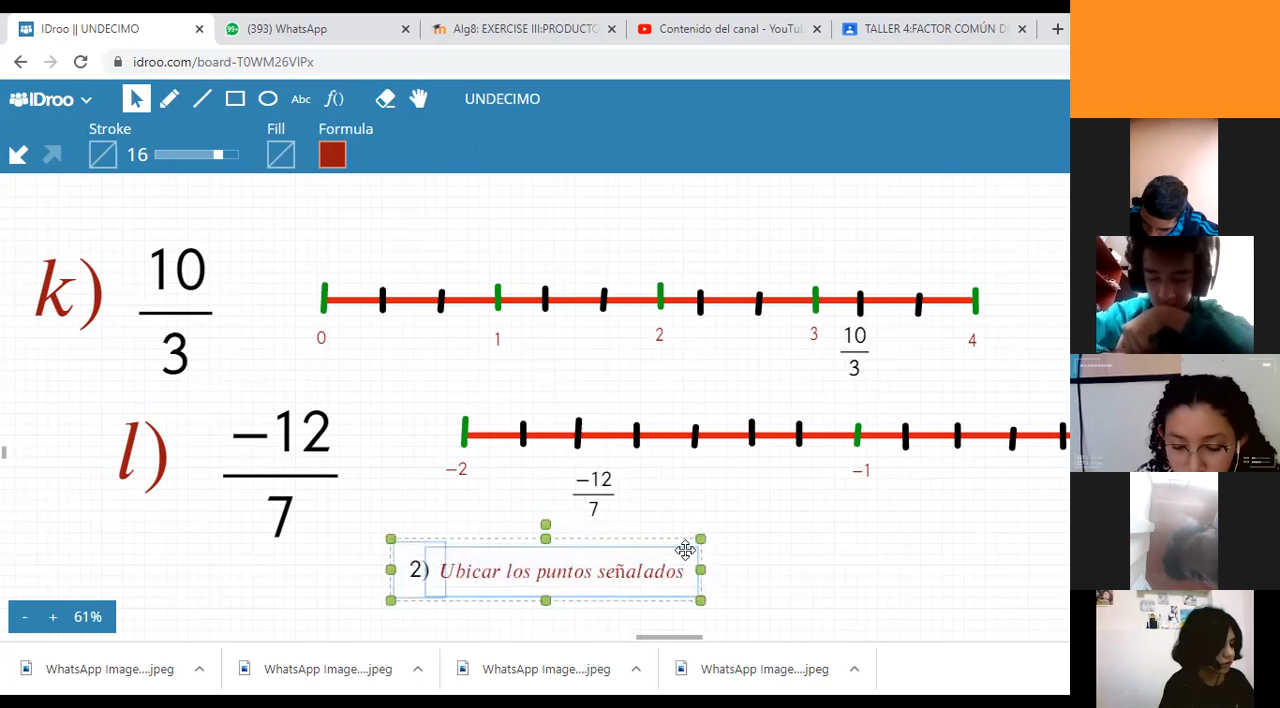 IDroo || UNDECIMO
(393) WhatsApp
Alg8: EXERCISE III:PRODUCTO
Contenido del canal - YouTu
TALLER 4:FACTOR COMÚN D
idroo.com/board-T0WM26VIPx
IDroo
Abc
f()
UNDECIMO
Stroke
Fill
Formula
16
k) 10/3
0 1 2 3 10/3 4
l) -12/7
-2 -12/7 -1
2) Ubicar los puntos señalados
- + 61%
WhatsApp Image....jpeg
WhatsApp Image....jpeg
WhatsApp Image....jpeg
WhatsApp Image....jpeg